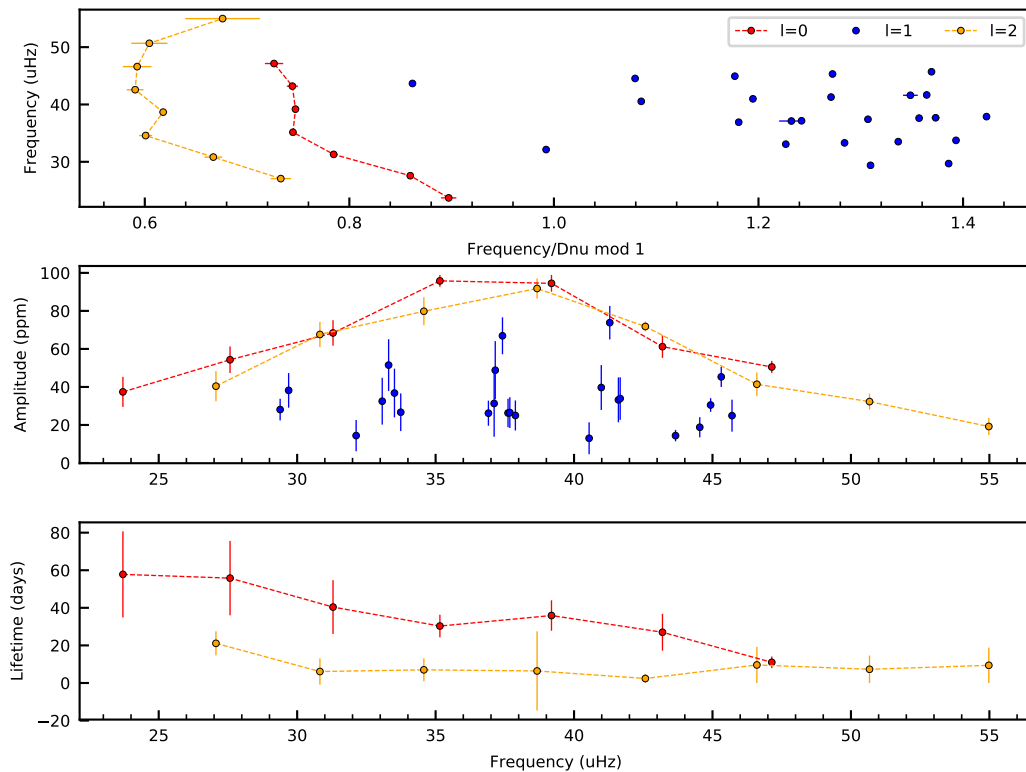 l=0 l=1 l=2
Frequency (uHz)
50
40
30
0.6 0.8 1.0 1.2 1.4
Frequency/Dnu mod 1
Amplitude (ppm)
100
80
60
40
20
0
25 30 35 40 45 50 55
Lifetime (days)
80
60
40
20
0
−20
25 30 35 40 45 50 55
Frequency (uHz)